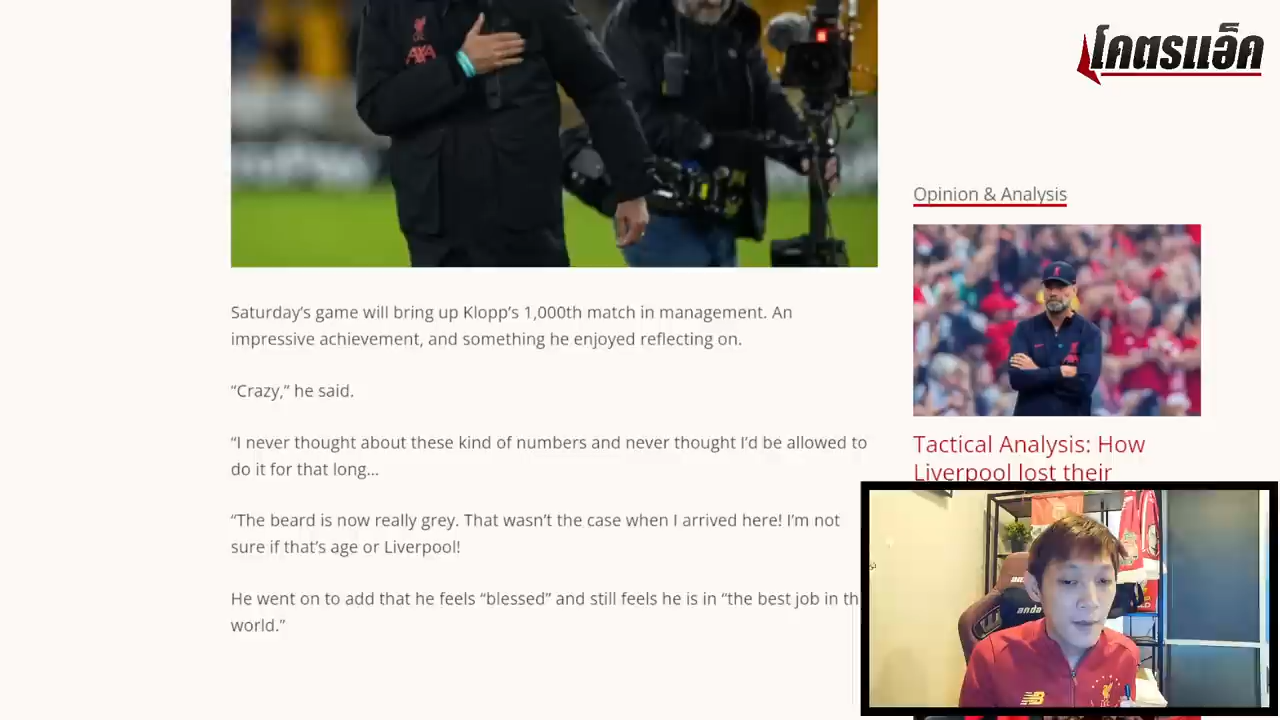 โคตรแอ็ค
AXA
Opinion & Analysis
Saturday's game will bring up Klopp's 1,000th match in management. An
impressive achievement, and something he enjoyed reflecting on.
“Crazy,” he said.
“I never thought about these kind of numbers and never thought I’d be allowed to
do it for that long…
“The beard is now really grey. That wasn’t the case when I arrived here! I’m not
sure if that’s age or Liverpool!
He went on to add that he feels “blessed” and still feels he is in “the best job in th
world.”
Tactical Analysis: How
Liverpool lost their
anda
NB